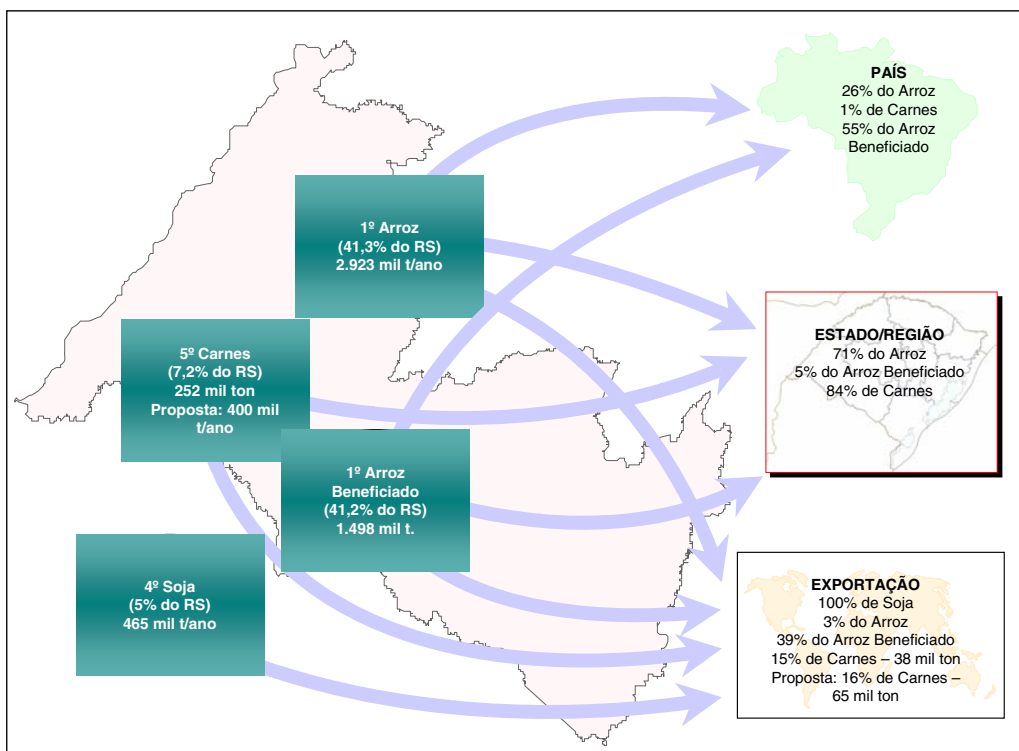 PAÍS
26% do Arroz
1% de Carnes
55% do Arroz
Beneficiado
1º Arroz
(41,3% do RS)
2.923 mil t/ano
ESTADO/REGIÃO
71% do Arroz
5% do Arroz Beneficiado
84% de Carnes
5º Carnes
(7,2% do RS)
252 mil ton
Proposta: 400 mil
t/ano
1º Arroz
Beneficiado
(41,2% do RS)
1.498 mil t.
4º Soja
(5% do RS)
465 mil t/ano
EXPORTAÇÃO
100% de Soja
3% do Arroz
39% do Arroz Beneficiado
15% de Carnes – 38 mil ton
Proposta: 16% de Carnes –
65 mil ton